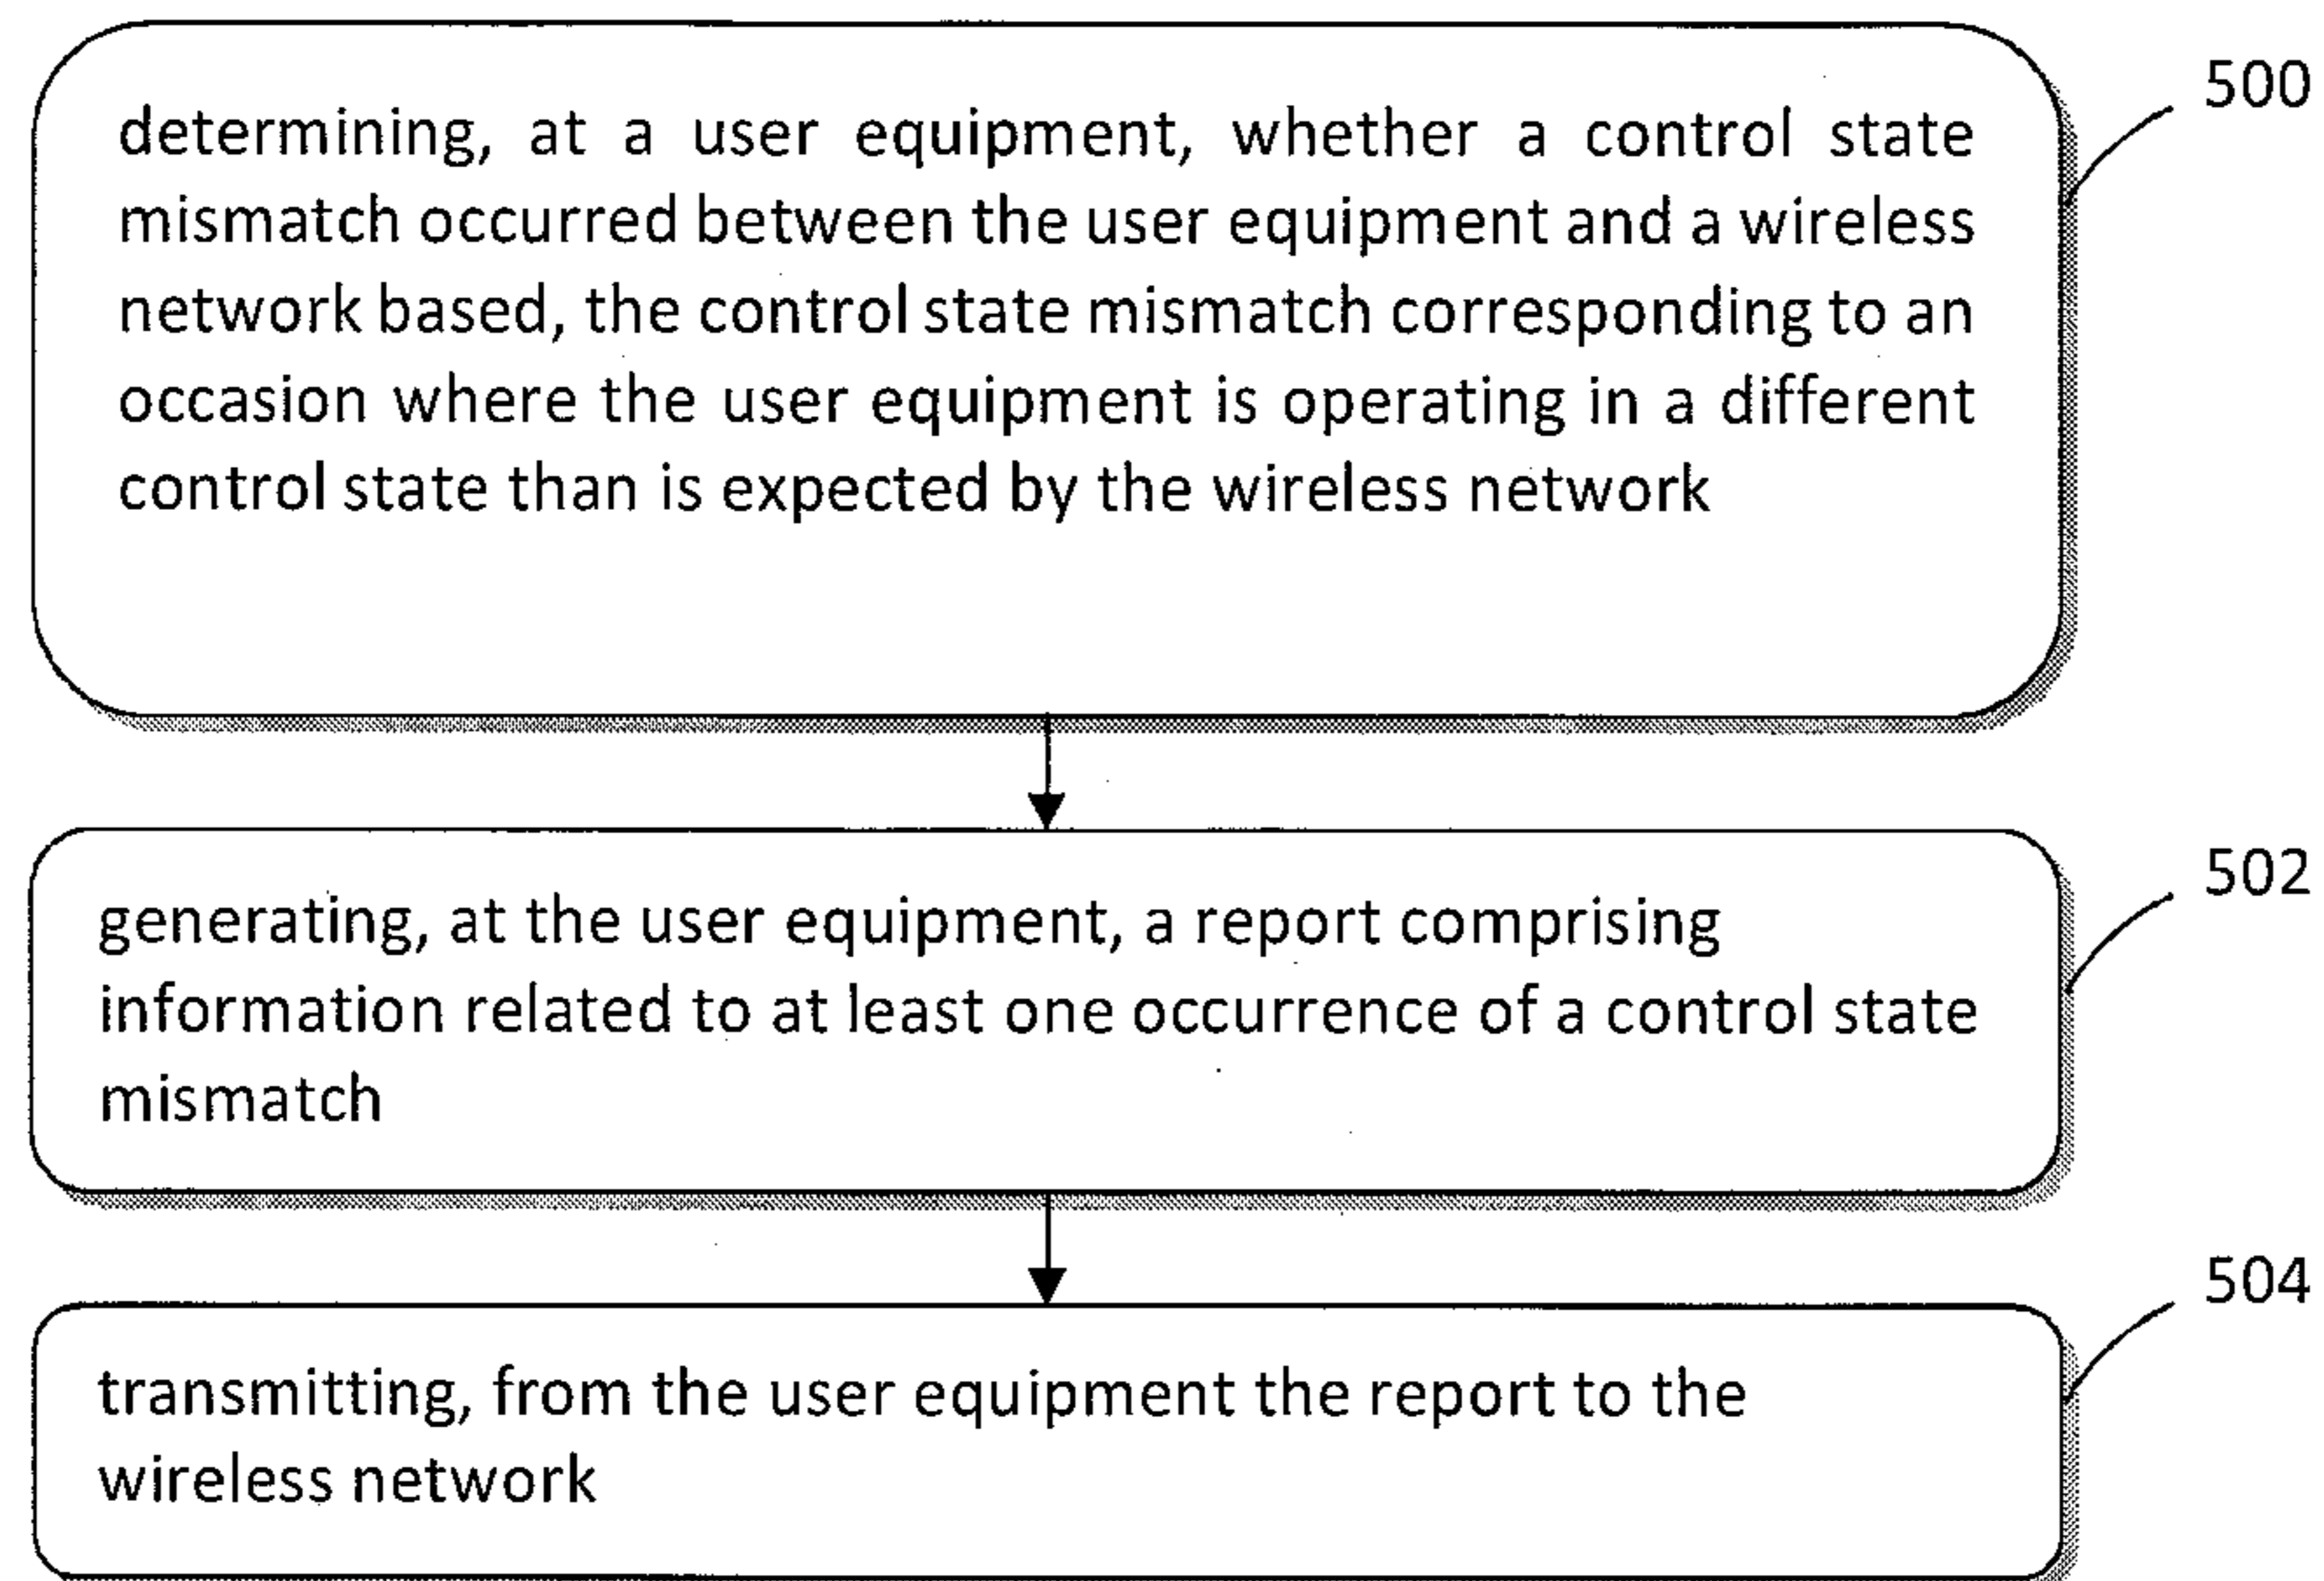 500
determining, at a user equipment, whether a control state
mismatch occurred between the user equipment and a wireless
network based, the control state mismatch corresponding to an
occasion where the user equipment is operating in a different
control state than is expected by the wireless network
502
generating, at the user equipment, a report comprising
information related to at least one occurrence of a control state
mismatch
504
transmitting, from the user equipment the report to the
wireless network